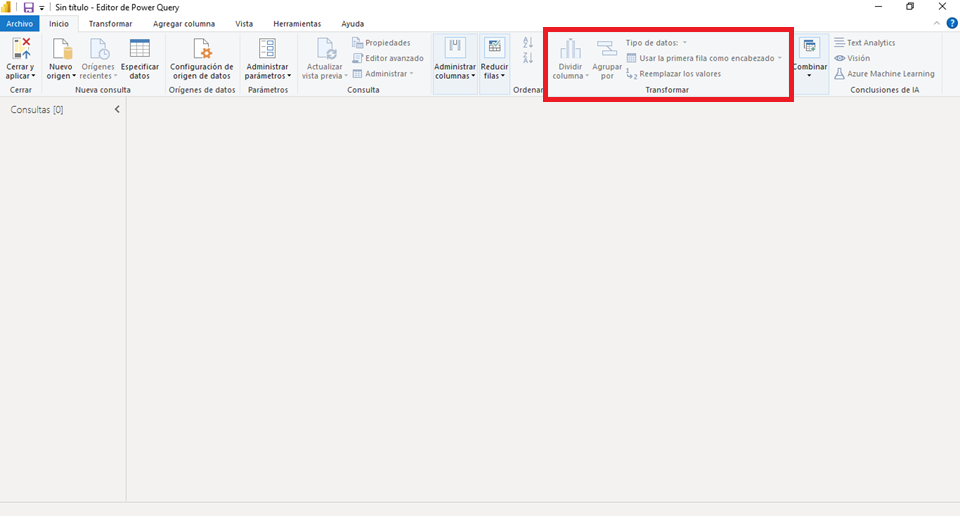 Sin título - Editor de Power Query
Archivo Inicio Transformar Agregar columna Vista Herramientas Ayuda
?
Cerrar y aplicar
Nuevo origen
Orígenes recientes
Especificar datos
Configuración de origen de datos
Administrar parámetros
Actualizar vista previa
Propiedades
Editor avanzado
Administrar
Administrar columnas
Reducir filas
Dividir columna
Agrupar por
Tipo de datos:
Usar la primera fila como encabezado
Reemplazar los valores
Combinar
Text Analytics
Visión
Azure Machine Learning
Cerrar Nueva consulta Orígenes de datos Parámetros Consulta Ordenar Transformar Conclusiones de IA
Consultas [0]